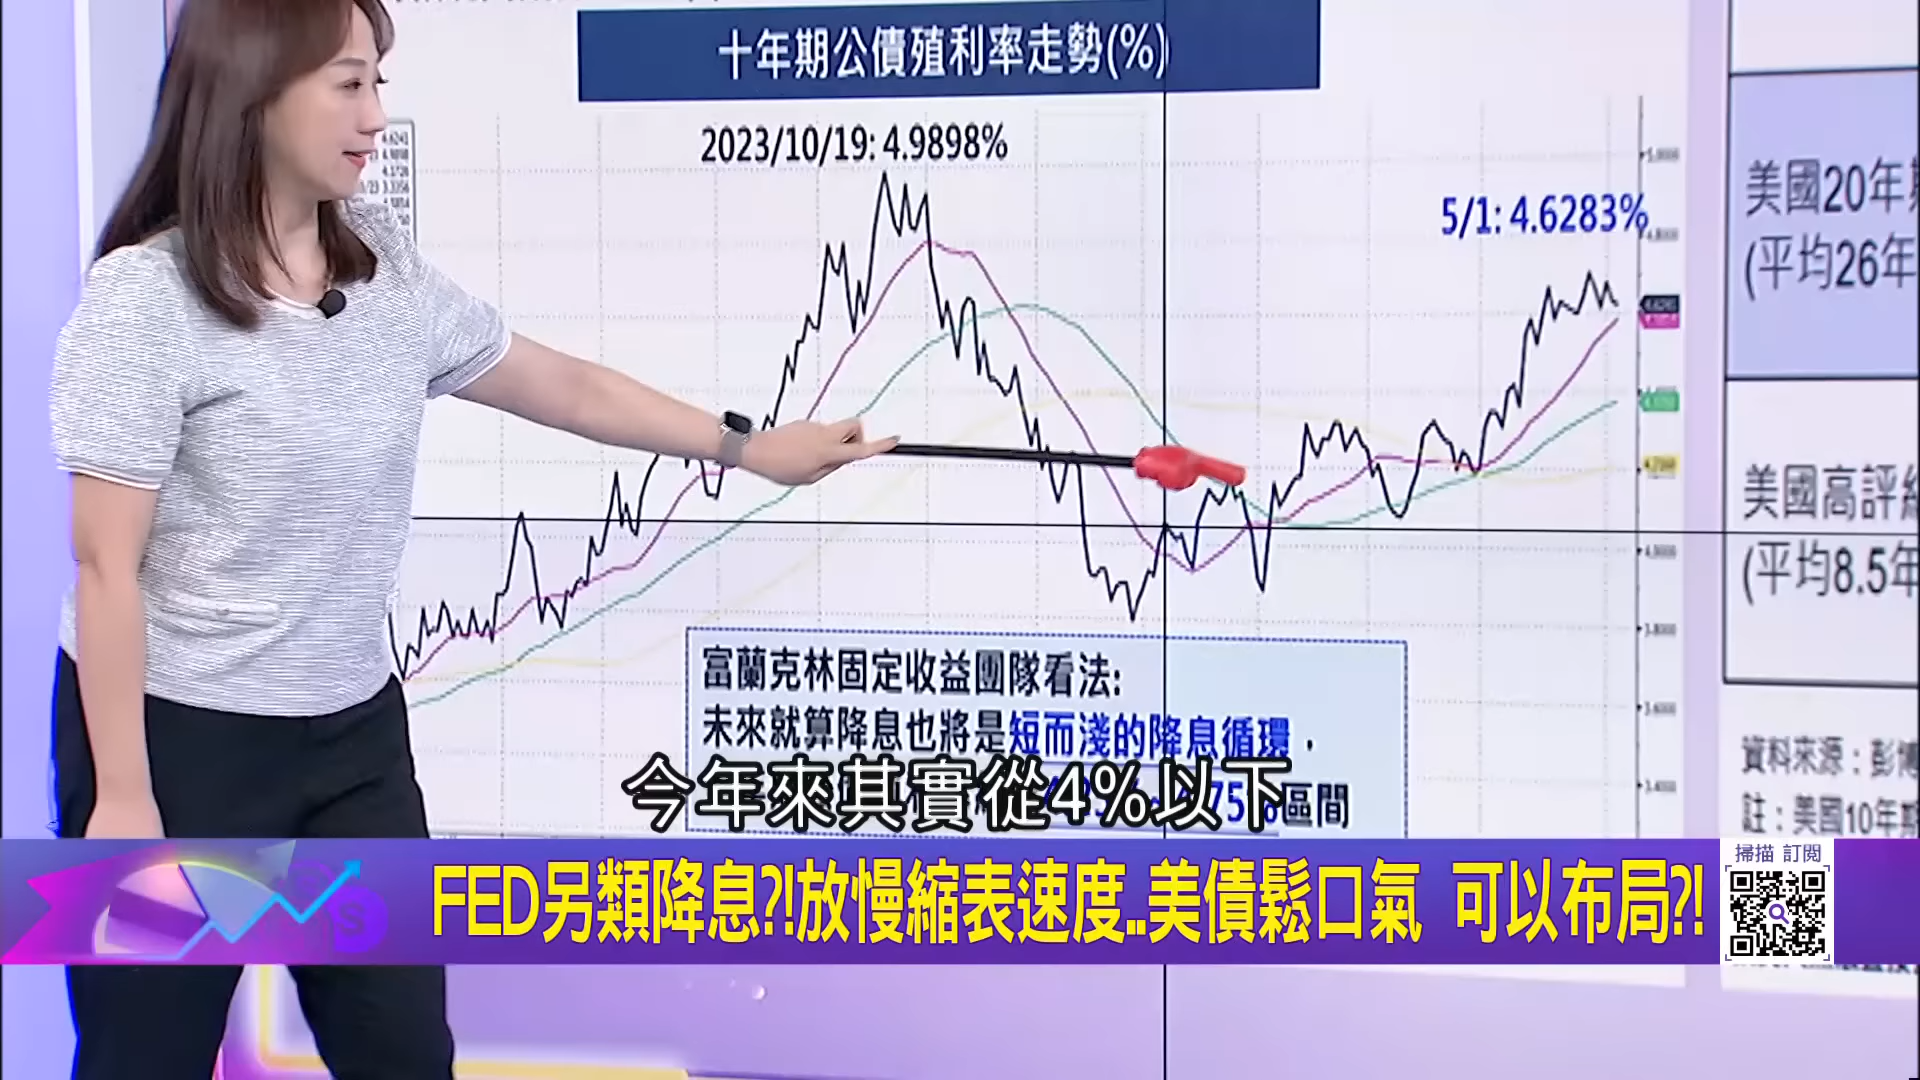 十年期公債殖利率走勢(%)
2023/10/19: 4.9898%
5/1: 4.6283%
美國20年期
(平均26年
美國高評級
(平均8.5年
富蘭克林固定收益團隊看法:
未來就算降息也將是短而淺的降息循環，
區間
今年來其實從4%以下
資料來源：彭博
註：美國10年期
FED另類降息?!放慢縮表速度..美債鬆口氣 可以布局?!
掃描 訂閱